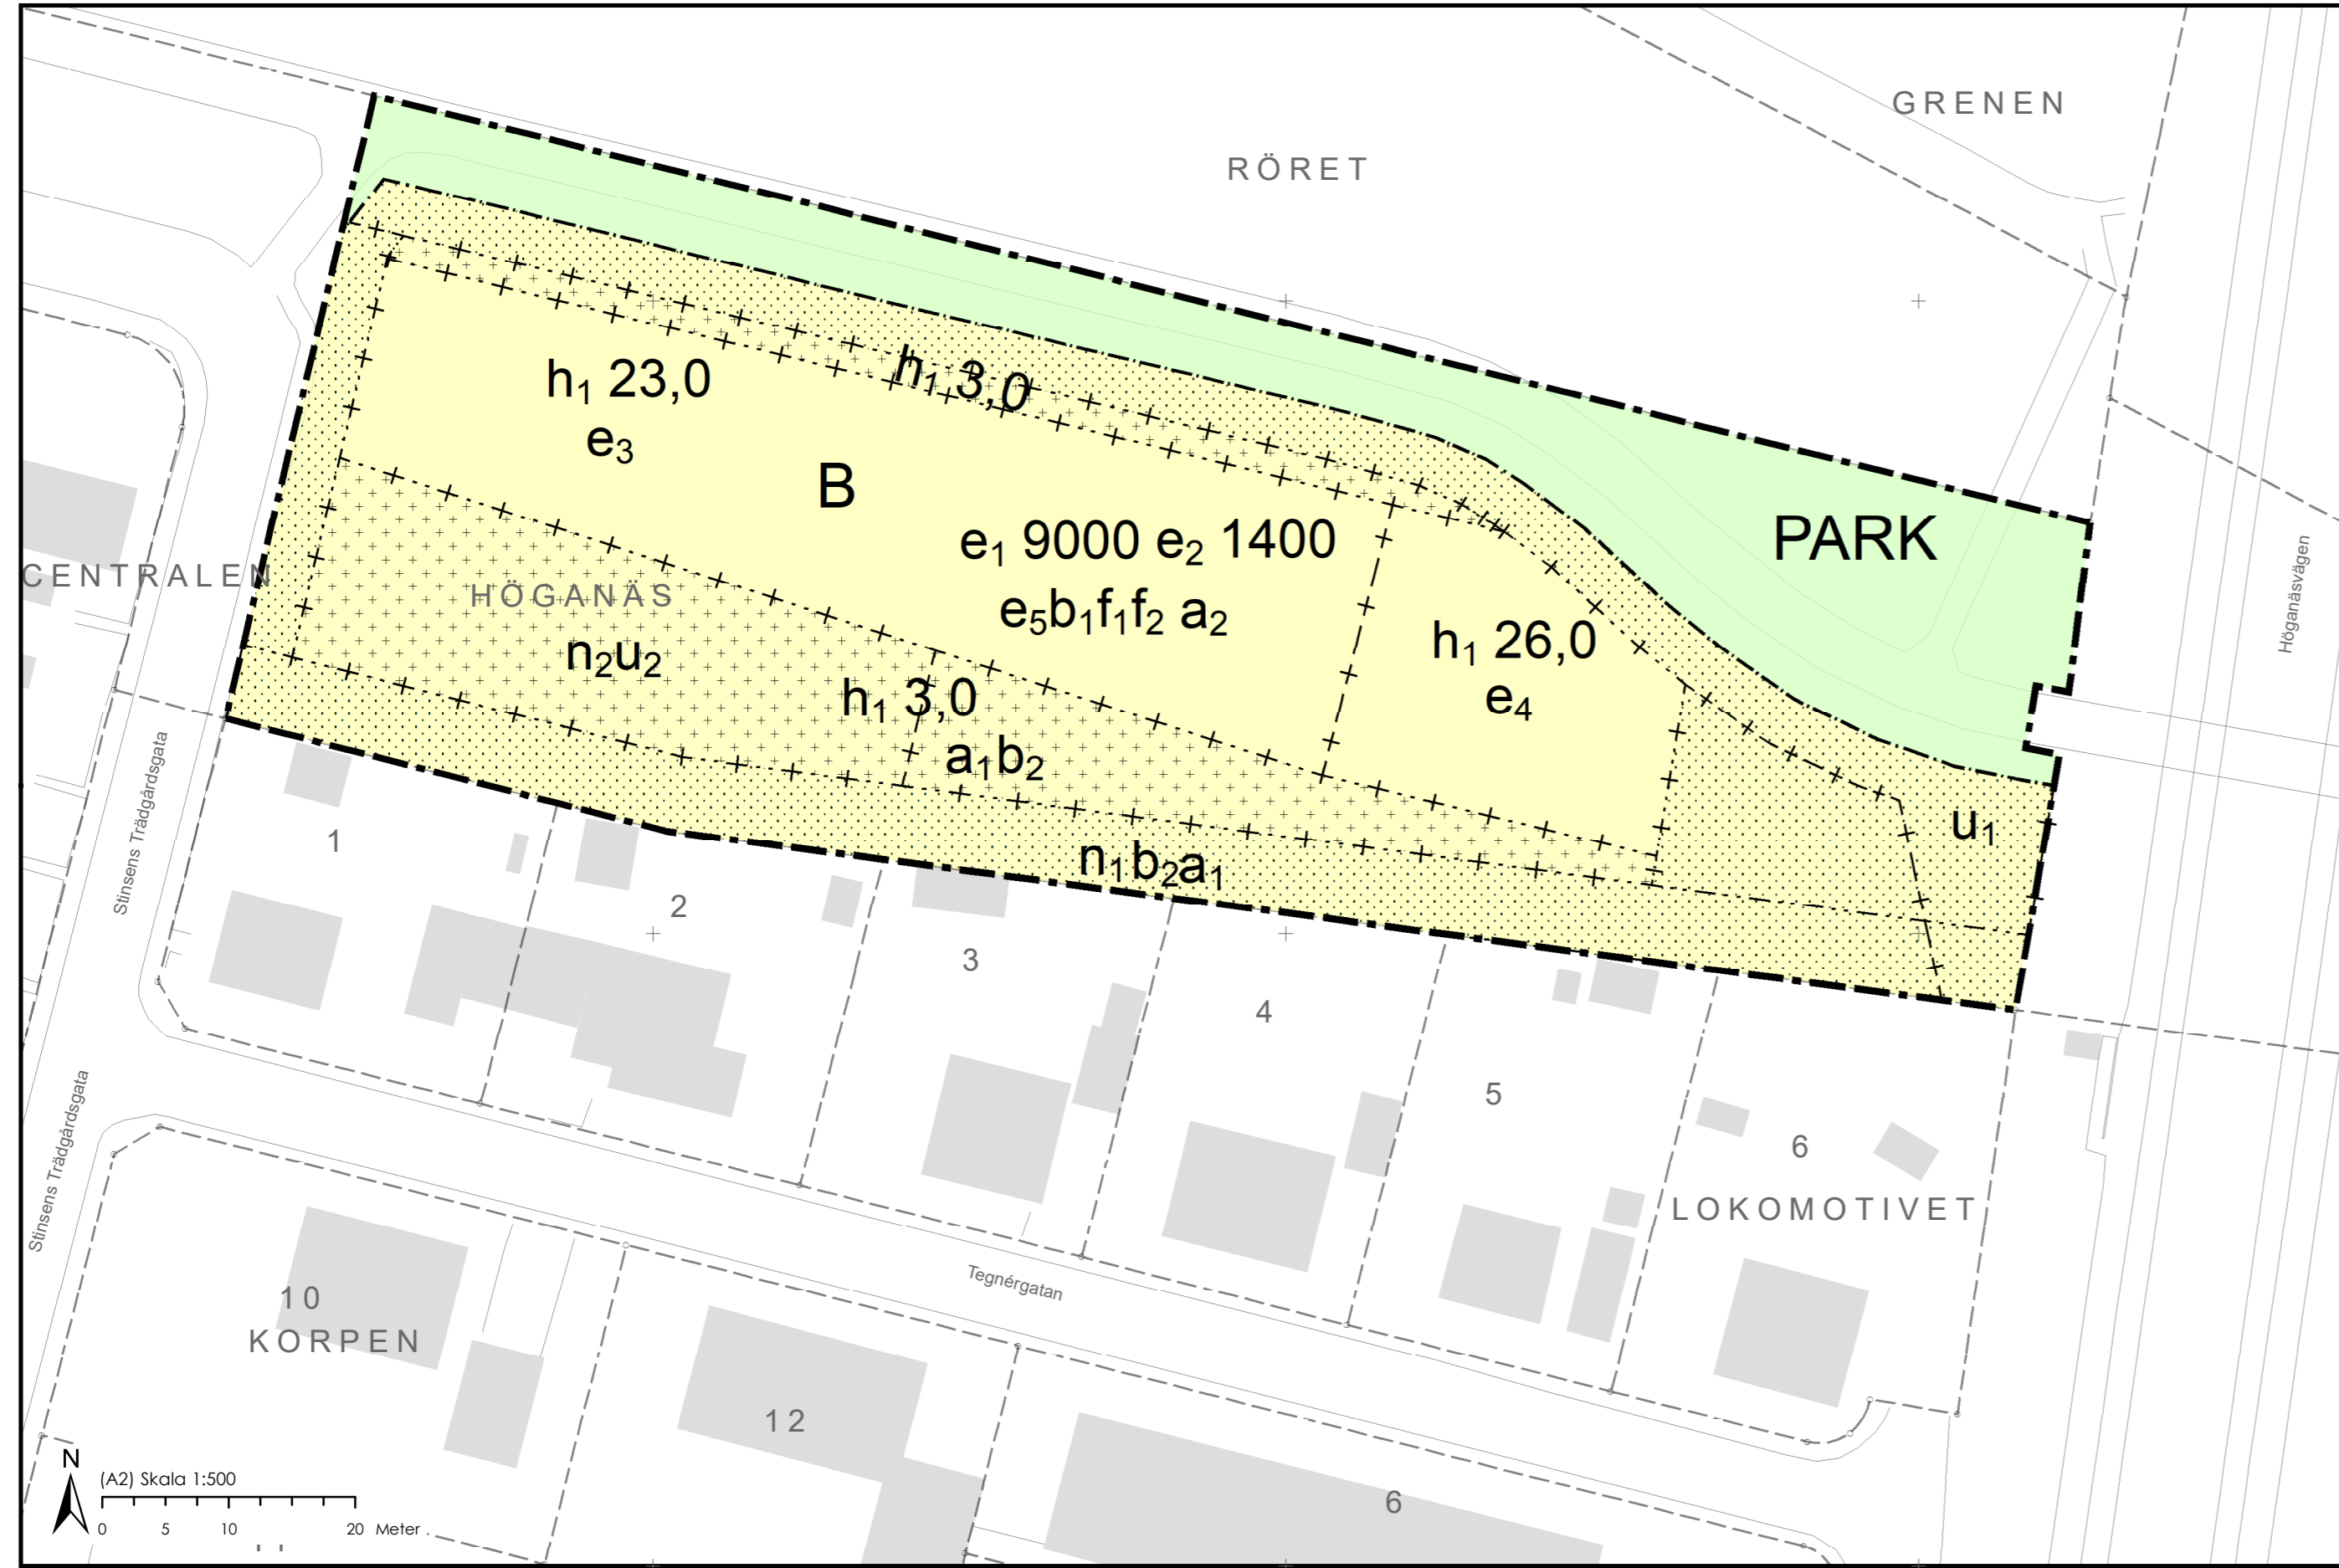 GRENEN
RÖRET
h₁ 23,0
e₃
h₁ 3,0
B
e₁ 9000 e₂ 1400
e₅b₁f₁f₂ a₂
PARK
Höganäsvägen
CENTRALEN
HÖGANÄS
n₂u₂
h₁ 26,0
e₄
h₁ 3,0
a₁b₂
u₁
n₁b₂a₁
Stinsens Trädgårdsgata
1
2
3
4
5
6
LOKOMOTIVET
Stinsens Trädgårdsgata
Tegnérgatan
10
KORPEN
12
6
N
(A2) Skala 1:500
0 5 10 20 Meter